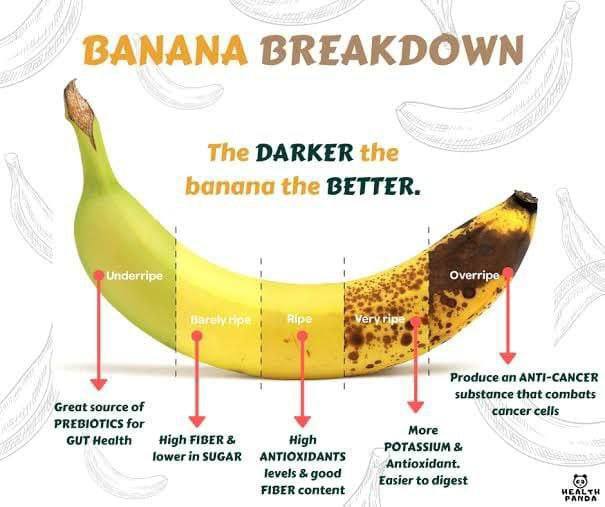 BANANA BREAKDOWN
The DARKER the
banana the BETTER.
Underripe
Barely ripe
Ripe
Very ripe
Overripe
Great source of
PREBIOTICS for
GUT Health
High FIBER &
lower in SUGAR
High
ANTIOXIDANTS
levels & good
FIBER content
More
POTASSIUM &
Antioxidant.
Easier to digest
Produce an ANTI-CANCER
substance that combats
cancer cells
HEALTH
PANDA